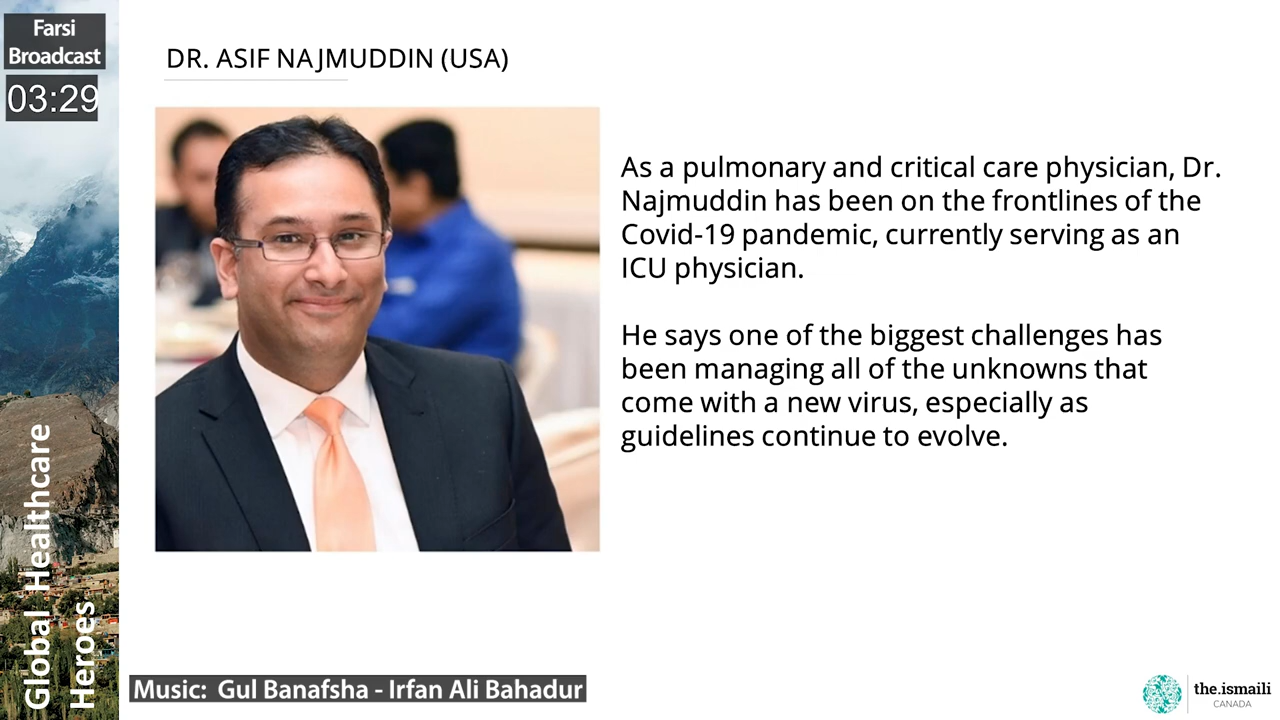 Farsi
Broadcast
03:29
DR. ASIF NAJMUDDIN (USA)
As a pulmonary and critical care physician, Dr.
Najmuddin has been on the frontlines of the
Covid-19 pandemic, currently serving as an
ICU physician.
He says one of the biggest challenges has
been managing all of the unknowns that
come with a new virus, especially as
guidelines continue to evolve.
Global Healthcare
Heroes
Music: Gul Banafsha - Irfan Ali Bahadur
the.ismaili
CANADA